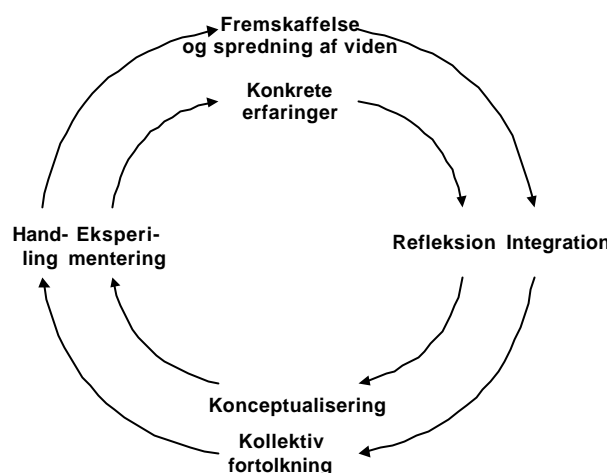 Fremskaffelse
og spredning af viden
Konkrete
erfaringer
Hand- Eksperi-
ling mentering
Refleksion Integration
Konceptualisering
Kollektiv
fortolkning